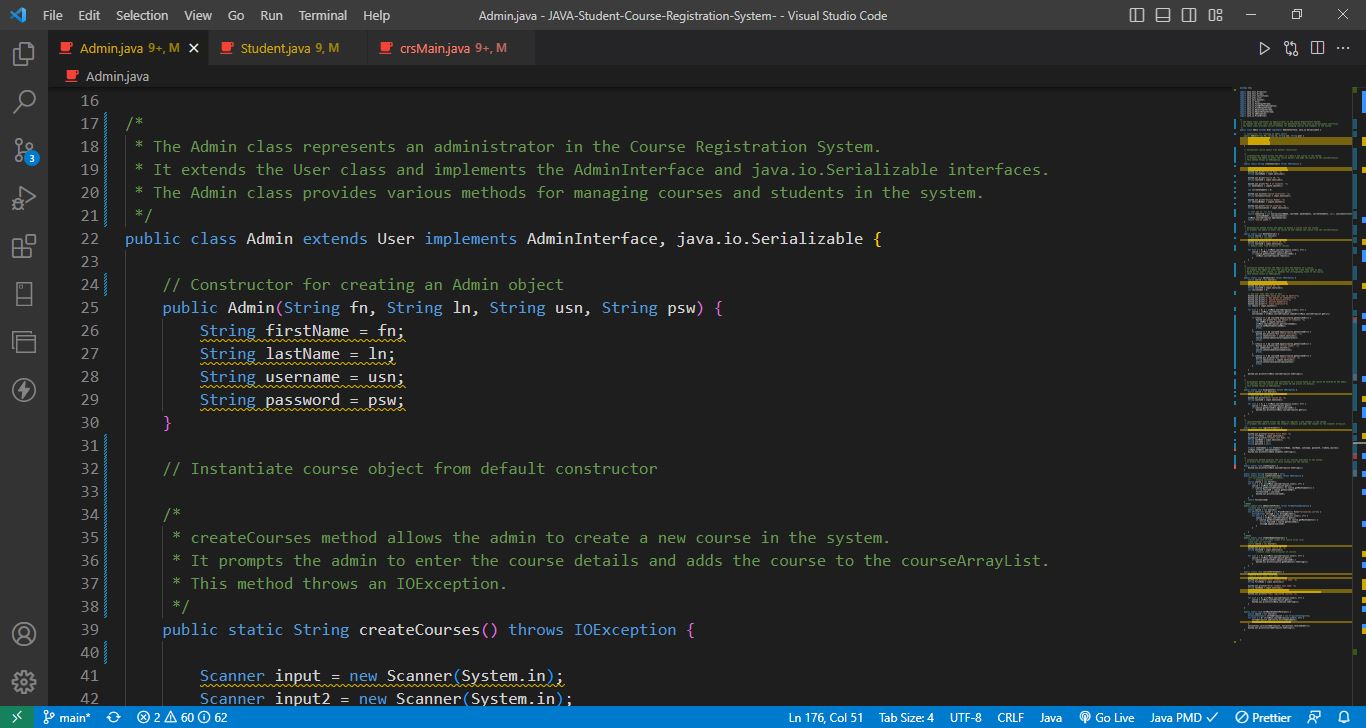 File Edit Selection View Go Run Terminal Help Admin.java - JAVA-Student-Course-Registration-System- - Visual Studio Code
Admin.java 9+, M Student.java 9, M crsMain.java 9+, M
Admin.java
16
17 /*
18 * The Admin class represents an administrator in the Course Registration System.
19 * It extends the User class and implements the AdminInterface and java.io.Serializable interfaces.
20 * The Admin class provides various methods for managing courses and students in the system.
21 */
22 public class Admin extends User implements AdminInterface, java.io.Serializable {
23
24 // Constructor for creating an Admin object
25 public Admin(String fn, String ln, String usn, String psw) {
26 String firstName = fn;
27 String lastName = ln;
28 String username = usn;
29 String password = psw;
30 }
31
32 // Instantiate course object from default constructor
33
34 /*
35 * createCourses method allows the admin to create a new course in the system.
36 * It prompts the admin to enter the course details and adds the course to the courseArrayList.
37 * This method throws an IOException.
38 */
39 public static String createCourses() throws IOException {
40
41 Scanner input = new Scanner(System.in);
42 Scanner input2 = new Scanner(System.in);
3
main* 2 60 62 Ln 176, Col 51 Tab Size: 4 UTF-8 CRLF Java Go Live Java PMD Prettier